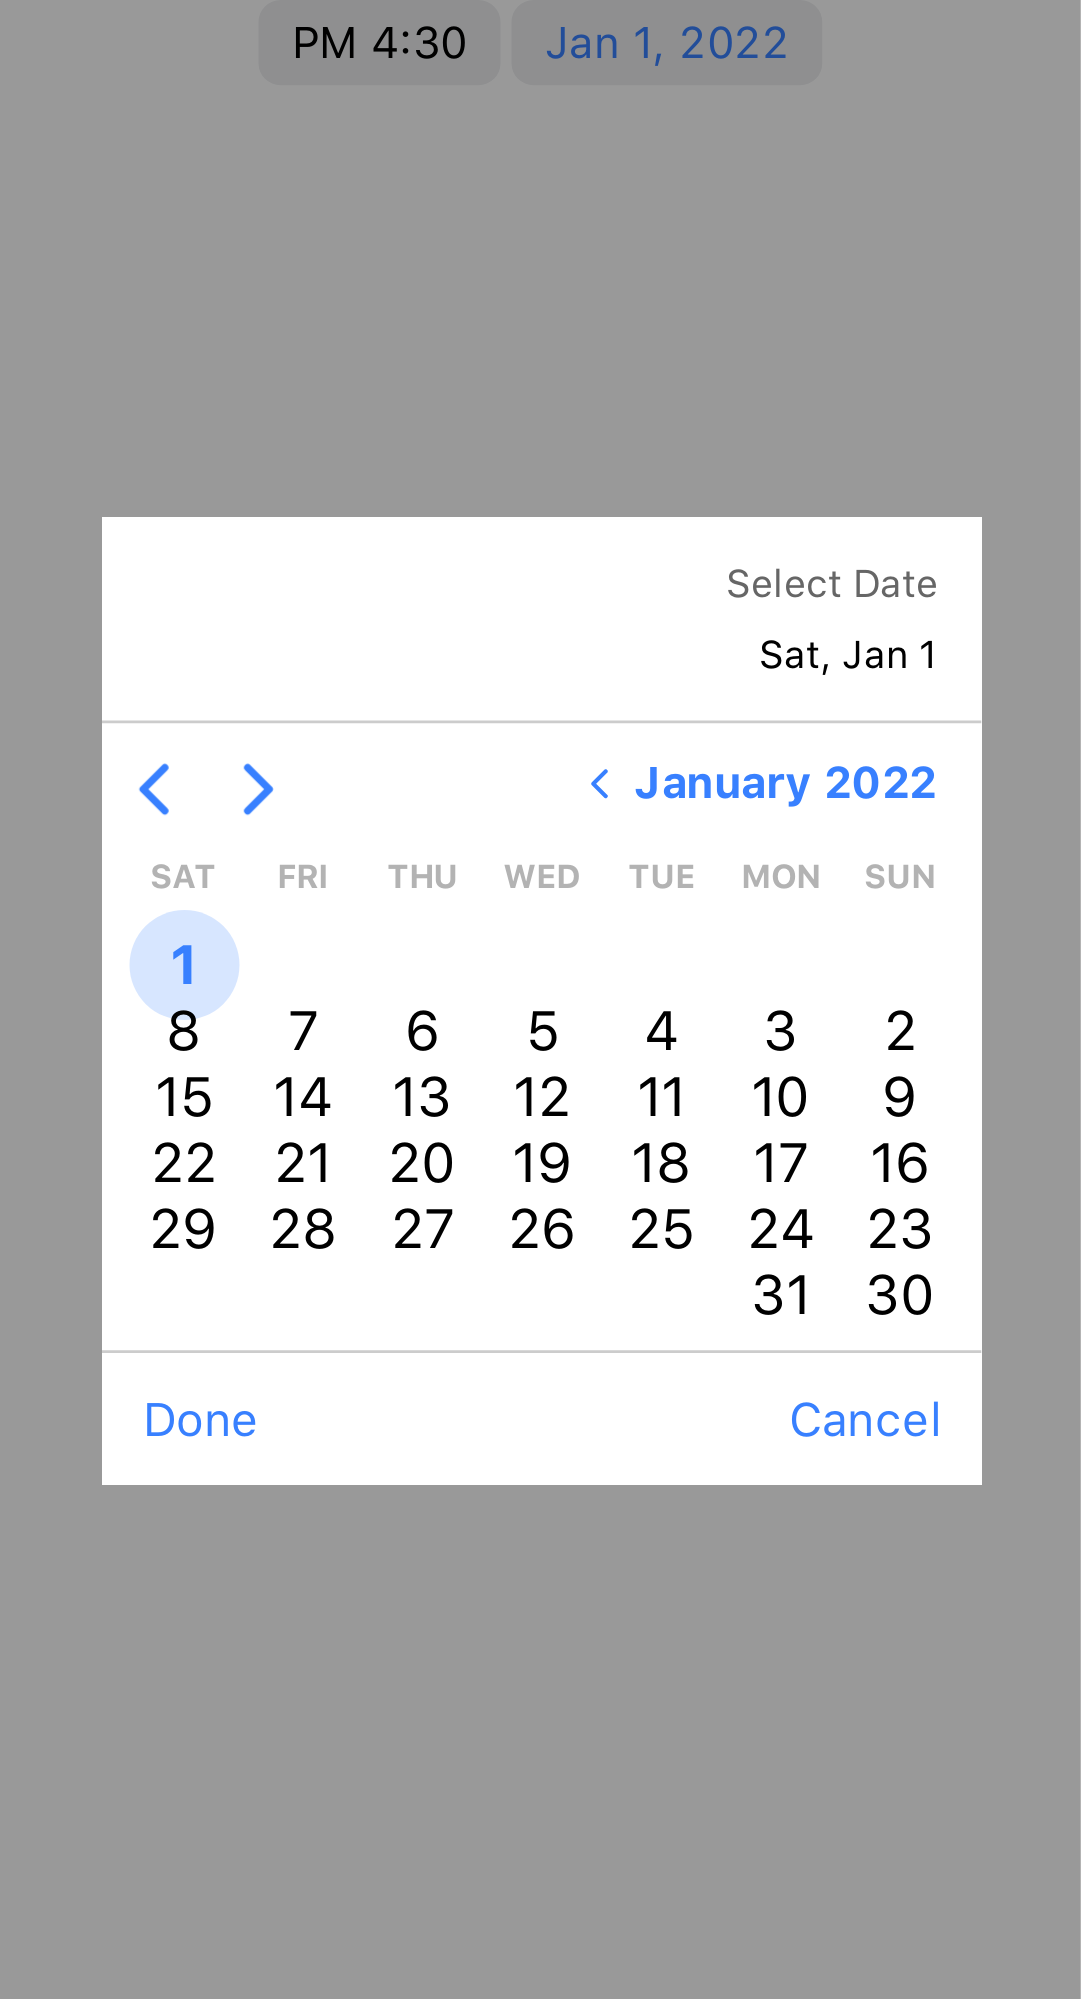 PM 4:30 Jan 1, 2022
Select Date
Sat, Jan 1
January 2022
SAT FRI THU WED TUE MON SUN
1
8 7 6 5 4 3 2
15 14 13 12 11 10 9
22 21 20 19 18 17 16
29 28 27 26 25 24 23
31 30
Done Cancel